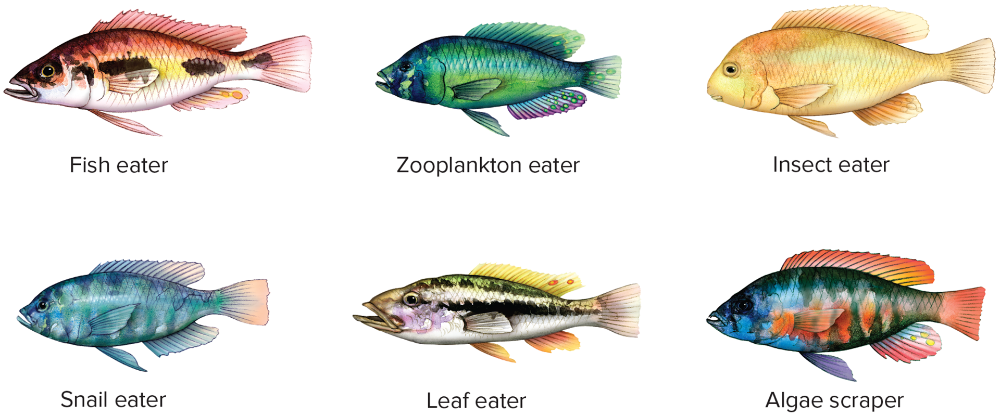 Fish eater
Zooplankton eater
Insect eater
Snail eater
Leaf eater
Algae scraper